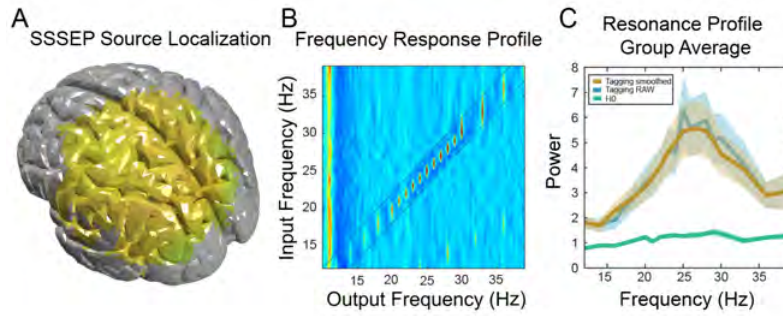 A
SSSEP Source Localization
B
Frequency Response Profile
Input Frequency (Hz)
35
30
25
20
15
15 20 25 30 35
Output Frequency (Hz)
C
Resonance Profile
Group Average
Power
8
7
6
5
4
3
2
1
0
Tagging smoothed
Tagging RAW
H0
15 20 25 30 35
Frequency (Hz)